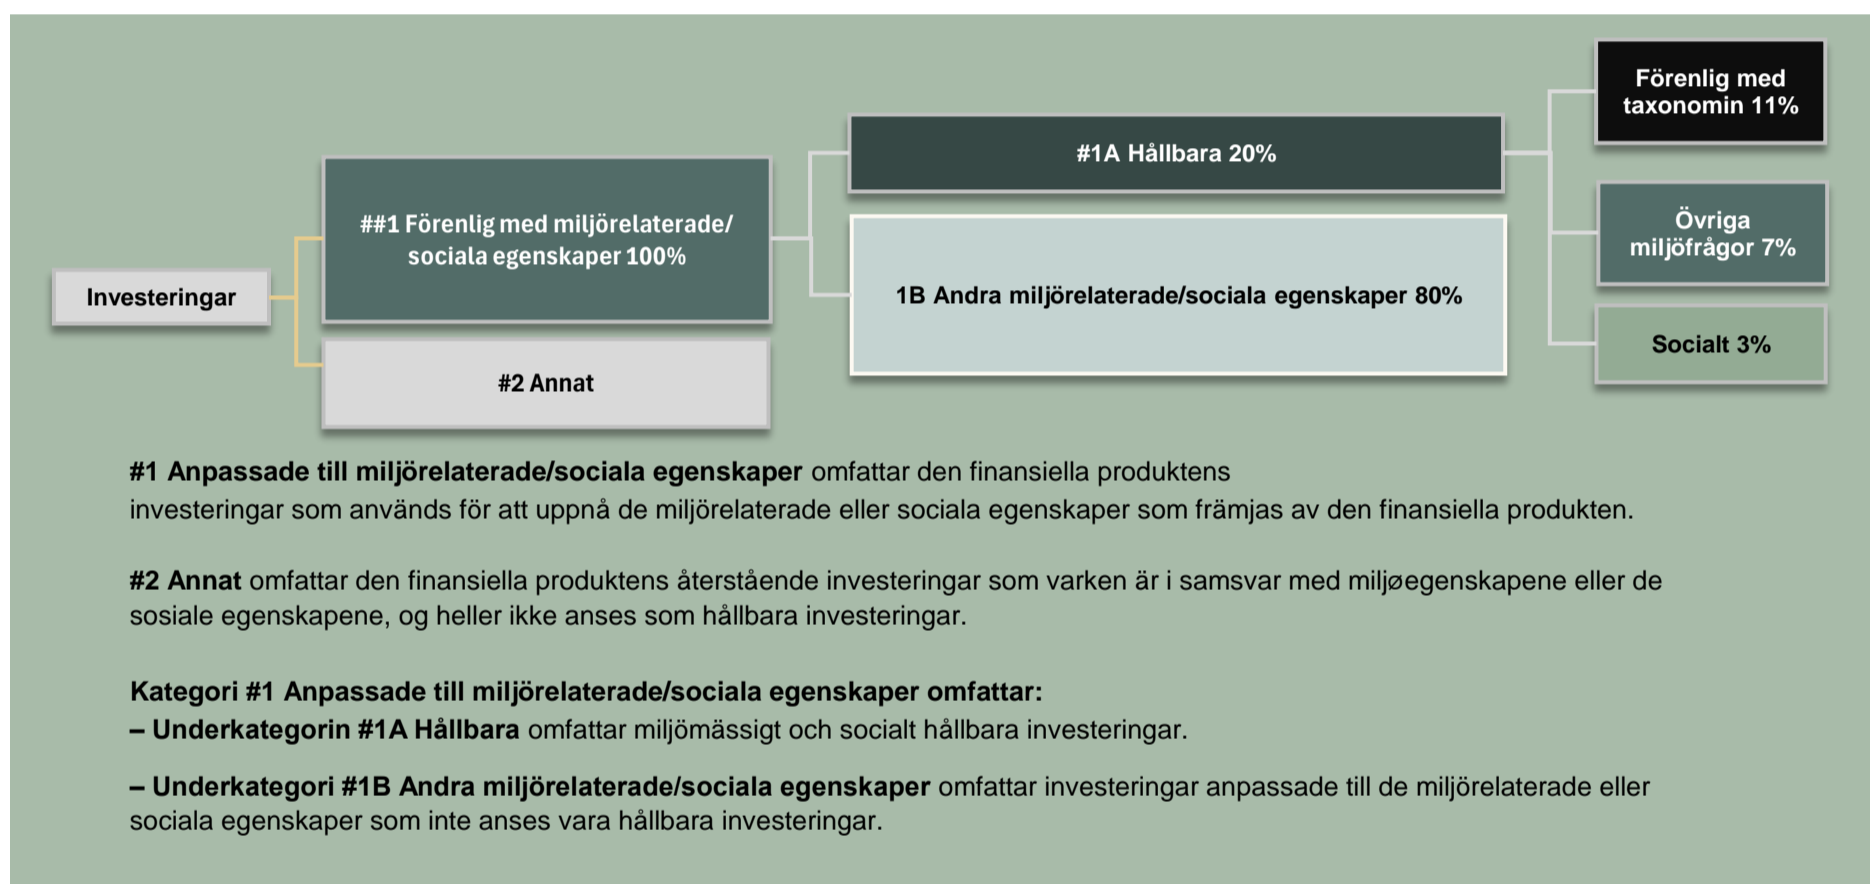 Investeringar
##1 Förenlig med miljörelaterade/
sociala egenskaper 100%
#2 Annat
#1A Hållbara 20%
1B Andra miljörelaterade/sociala egenskaper 80%
Förenlig med
taxonomin 11%
Övriga
miljöfrågor 7%
Socialt 3%
#1 Anpassade till miljörelaterade/sociala egenskaper omfattar den finansiella produktens
investeringar som används för att uppnå de miljörelaterade eller sociala egenskaper som främjas av den finansiella produkten.
#2 Annat omfattar den finansiella produktens återstående investeringar som varken är i samsvar med miljøegenskapene eller de
sosiale egenskapene, og heller ikke anses som hållbara investeringar.
Kategori #1 Anpassade till miljörelaterade/sociala egenskaper omfattar:
– Underkategorin #1A Hållbara omfattar miljömässigt och socialt hållbara investeringar.
– Underkategori #1B Andra miljörelaterade/sociala egenskaper omfattar investeringar anpassade till de miljörelaterade eller
sociala egenskaper som inte anses vara hållbara investeringar.